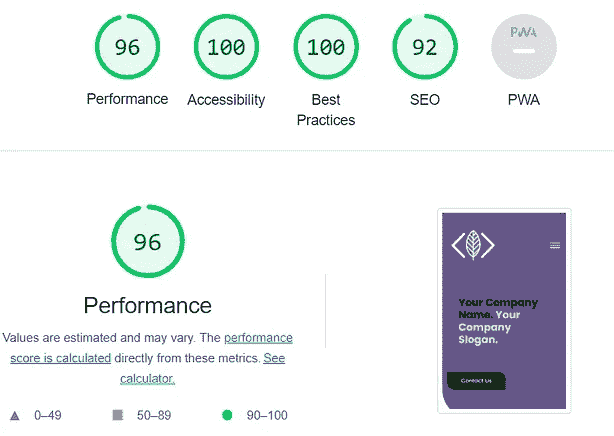 96
100
100
92
PWA
Performance
Accessibility
Best
Practices
SEO
PWA
96
Performance
Values are estimated and may vary. The performance
score is calculated directly from these metrics. See
calculator.
0–49
50–89
90–100
Your Company
Name. Your
Company
Slogan.
Contact Us